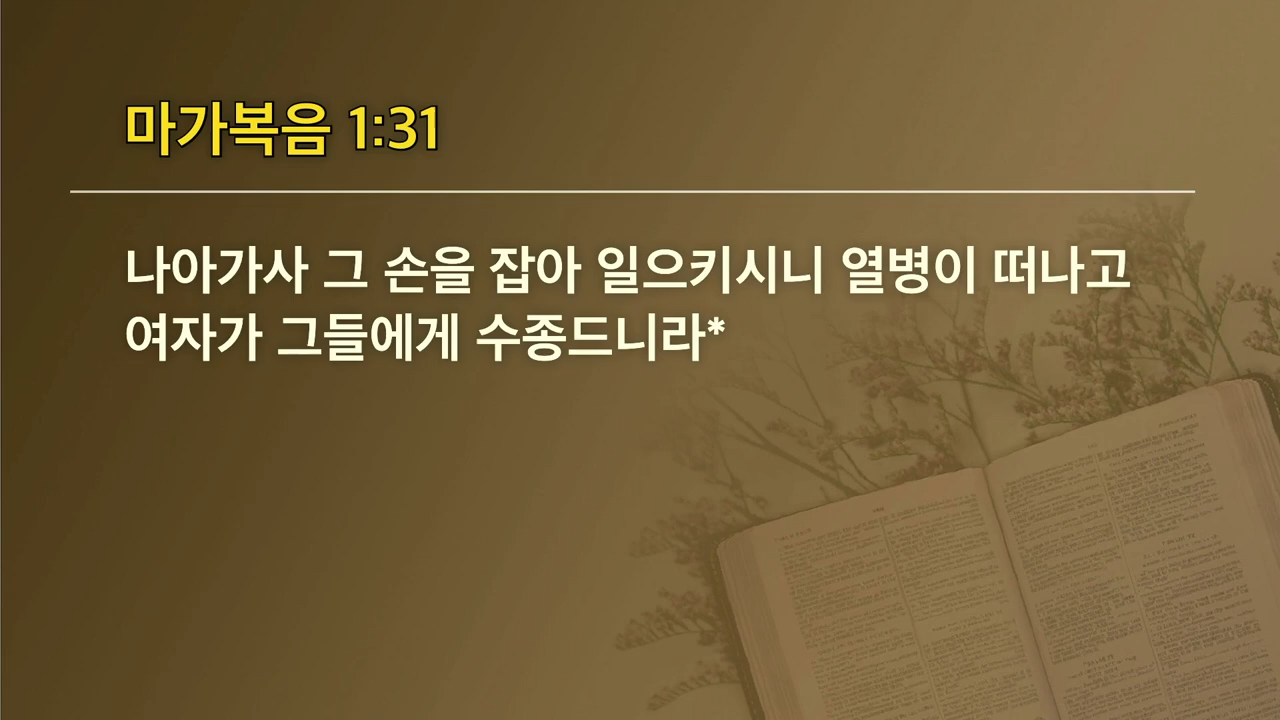 마가복음 1:31
나아가사 그 손을 잡아 일으키시니 열병이 떠나고
여자가 그들에게 수종드니라*